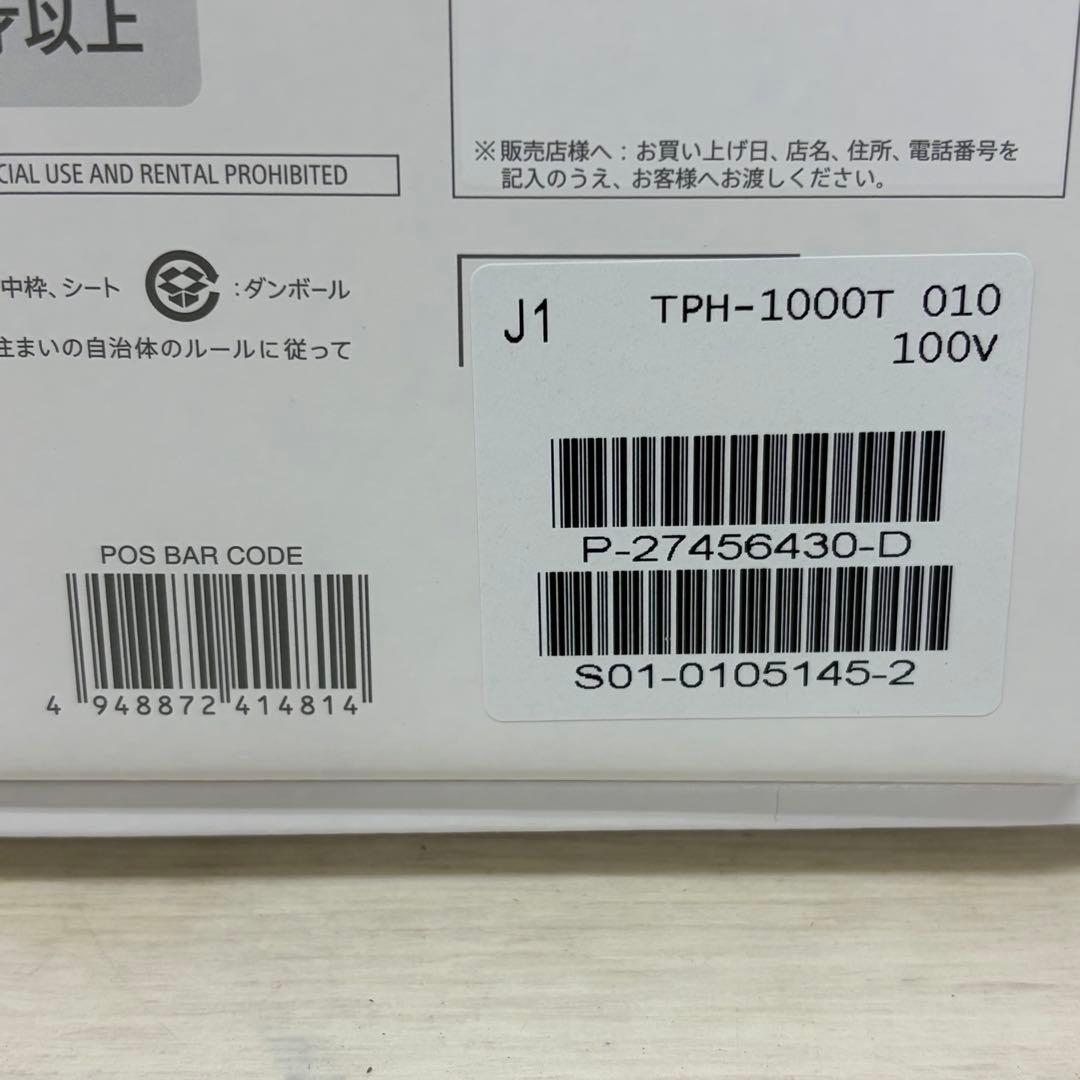 才以上
CIAL USE AND RENTAL PROHIBITED
※販売店様へ：お買い上げ日、店名、住所、電話番号を
記入のうえ、お客様へお渡しください。
中枠、シート
：ダンボール
住まいの自治体のルールに従って
J1
TPH-1000T 010
100V
P-27456430-D
S01-0105145-2
POS BAR CODE
4 948872 414814